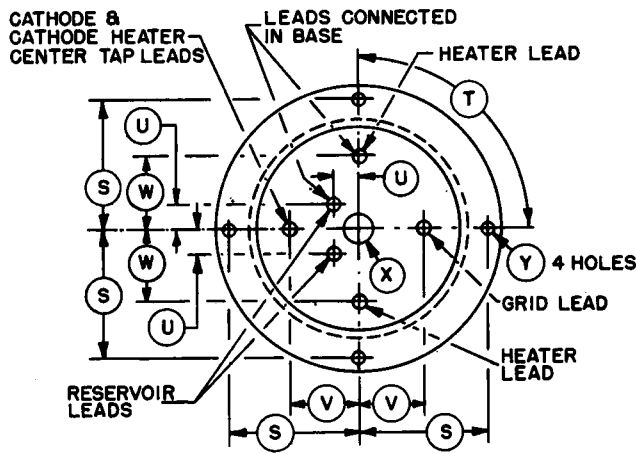 CATHODE &
CATHODE HEATER
CENTER TAP LEADS
LEADS CONNECTED
IN BASE
HEATER LEAD
T
U
S
W
U
W
S
U
X
Y 4 HOLES
GRID LEAD
HEATER
LEAD
RESERVOIR
LEADS
V
V
S
S